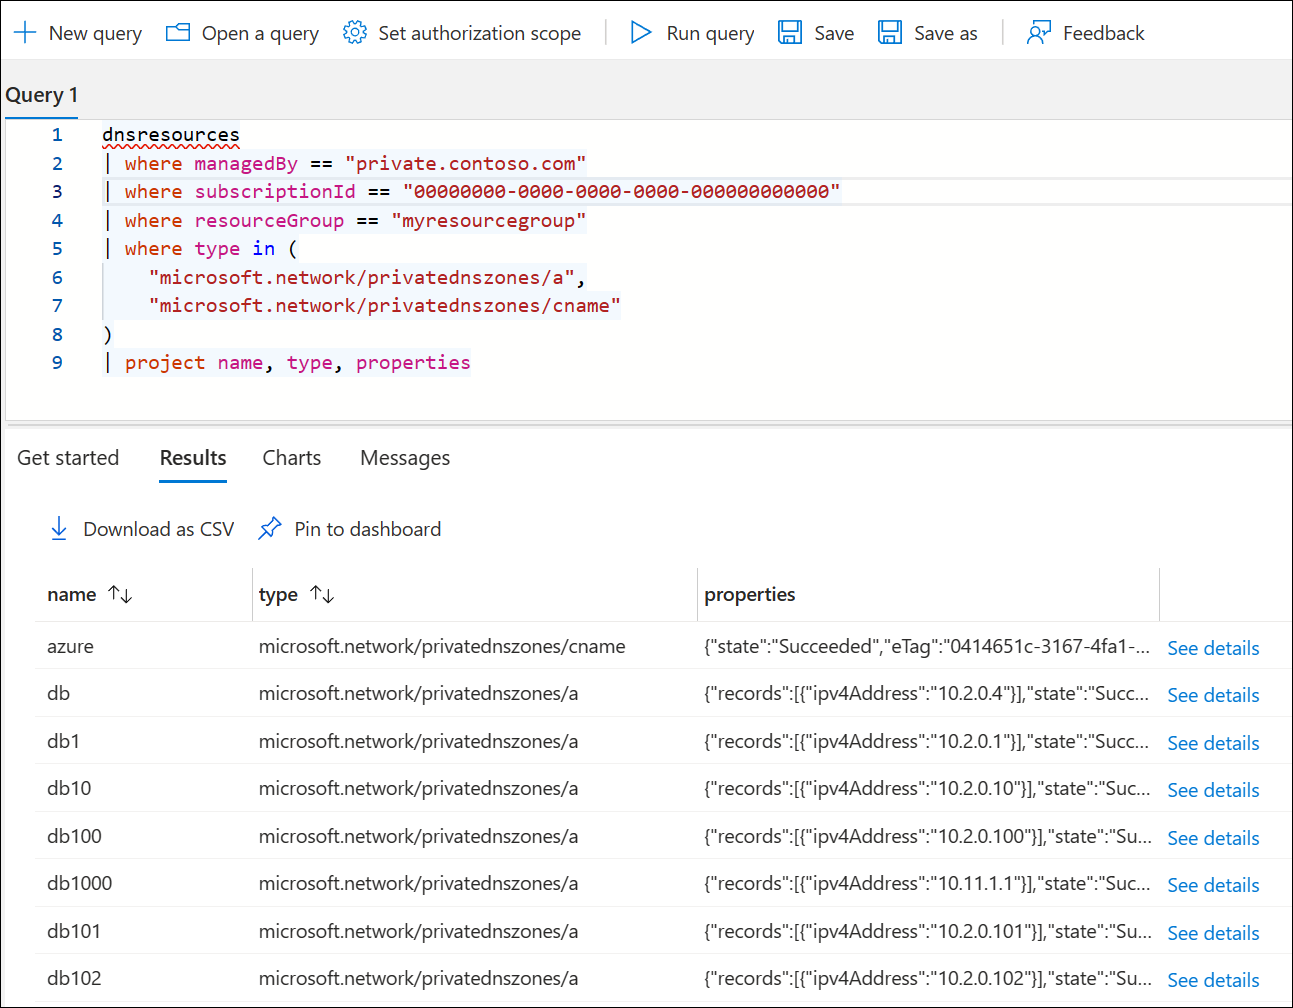 New query Open a query Set authorization scope Run query Save Save as Feedback
Query 1
1 dnsresources
2 | where managedBy == "private.contoso.com"
3 | where subscriptionId == "00000000-0000-0000-0000-000000000000"
4 | where resourceGroup == "myresourcegroup"
5 | where type in (
6 "microsoft.network/privatednszones/a",
7 "microsoft.network/privatednszones/cname"
8 )
9 | project name, type, properties
Get started Results Charts Messages
Download as CSV Pin to dashboard
name ↑↓ type ↑↓ properties
azure microsoft.network/privatednszones/cname {"state":"Succeeded","eTag":"0414651c-3167-4fa1-... See details
db microsoft.network/privatednszones/a {"records":[{"ipv4Address":"10.2.0.4"}],"state":"Succ... See details
db1 microsoft.network/privatednszones/a {"records":[{"ipv4Address":"10.2.0.1"}],"state":"Succ... See details
db10 microsoft.network/privatednszones/a {"records":[{"ipv4Address":"10.2.0.10"}],"state":"Suc... See details
db100 microsoft.network/privatednszones/a {"records":[{"ipv4Address":"10.2.0.100"}],"state":"Su... See details
db1000 microsoft.network/privatednszones/a {"records":[{"ipv4Address":"10.11.1.1"}],"state":"Suc... See details
db101 microsoft.network/privatednszones/a {"records":[{"ipv4Address":"10.2.0.101"}],"state":"Su... See details
db102 microsoft.network/privatednszones/a {"records":[{"ipv4Address":"10.2.0.102"}],"state":"Su... See details